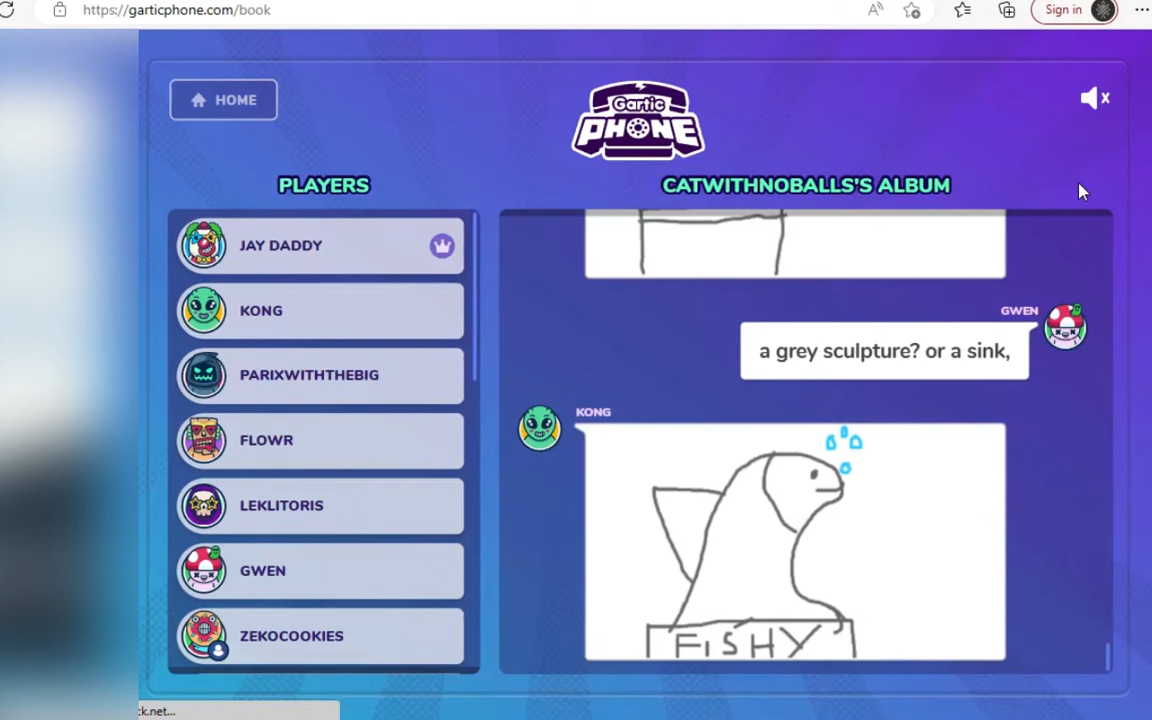 https://garticphone.com/book
Sign in
HOME
Gartic
PHONE
PLAYERS
CATWITHNOBALLS'S ALBUM
JAY DADDY
KONG
PARIXWITHTHEBIG
FLOWR
LEKLITORIS
GWEN
ZEKOCOOKIES
GWEN
a grey sculpture? or a sink,
KONG
FISHY
ck.net...